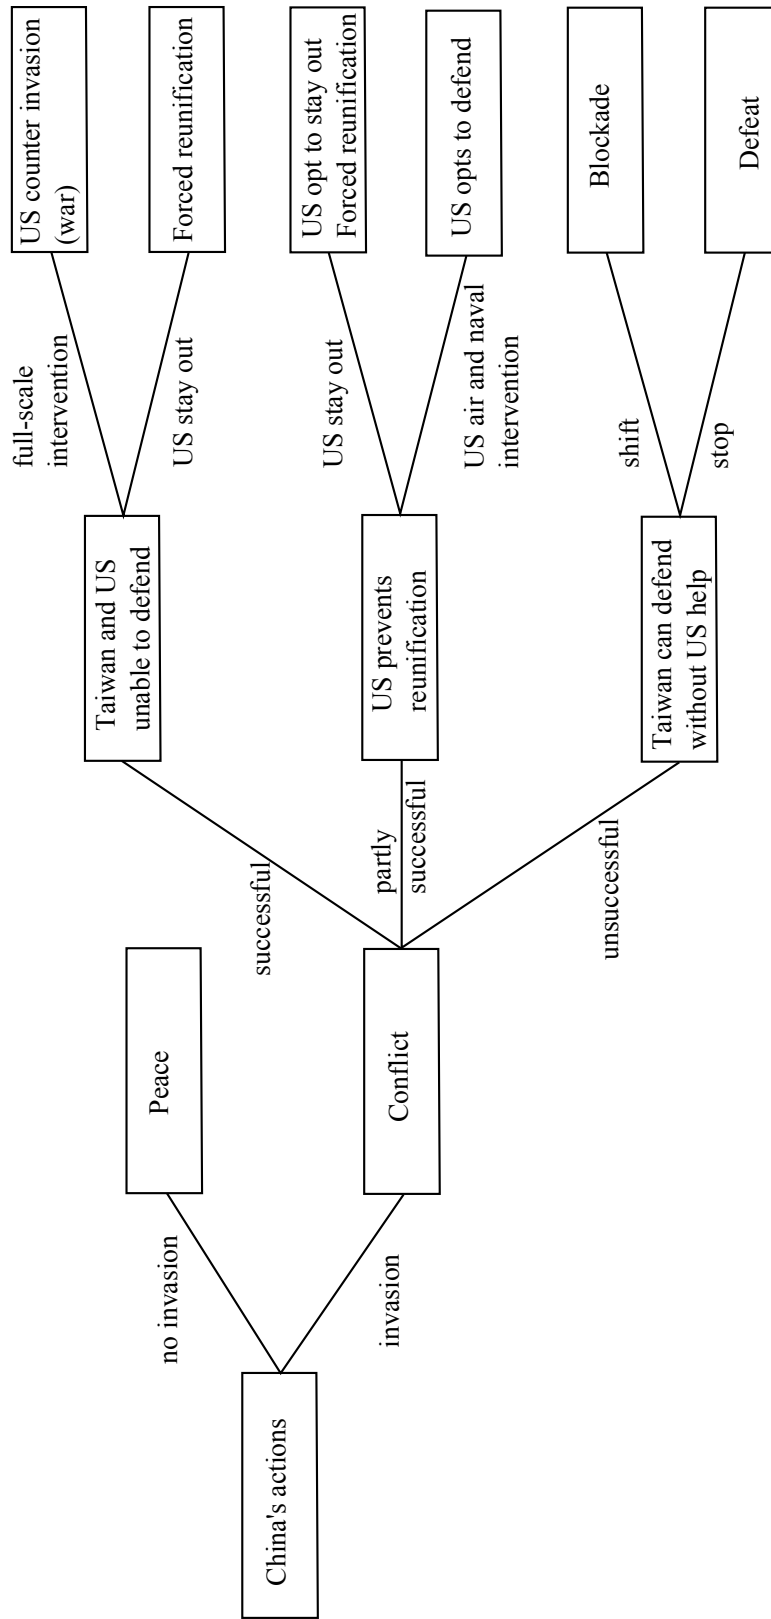 China's actions
no invasion
invasion
Peace
Conflict
successful
partly
successful
unsuccessful
Taiwan and US
unable to defend
US prevents
reunification
Taiwan can defend
without US help
full-scale
intervention
US stay out
US stay out
US air and naval
intervention
shift
stop
US counter invasion
(war)
Forced reunification
US opt to stay out
Forced reunification
US opts to defend
Blockade
Defeat